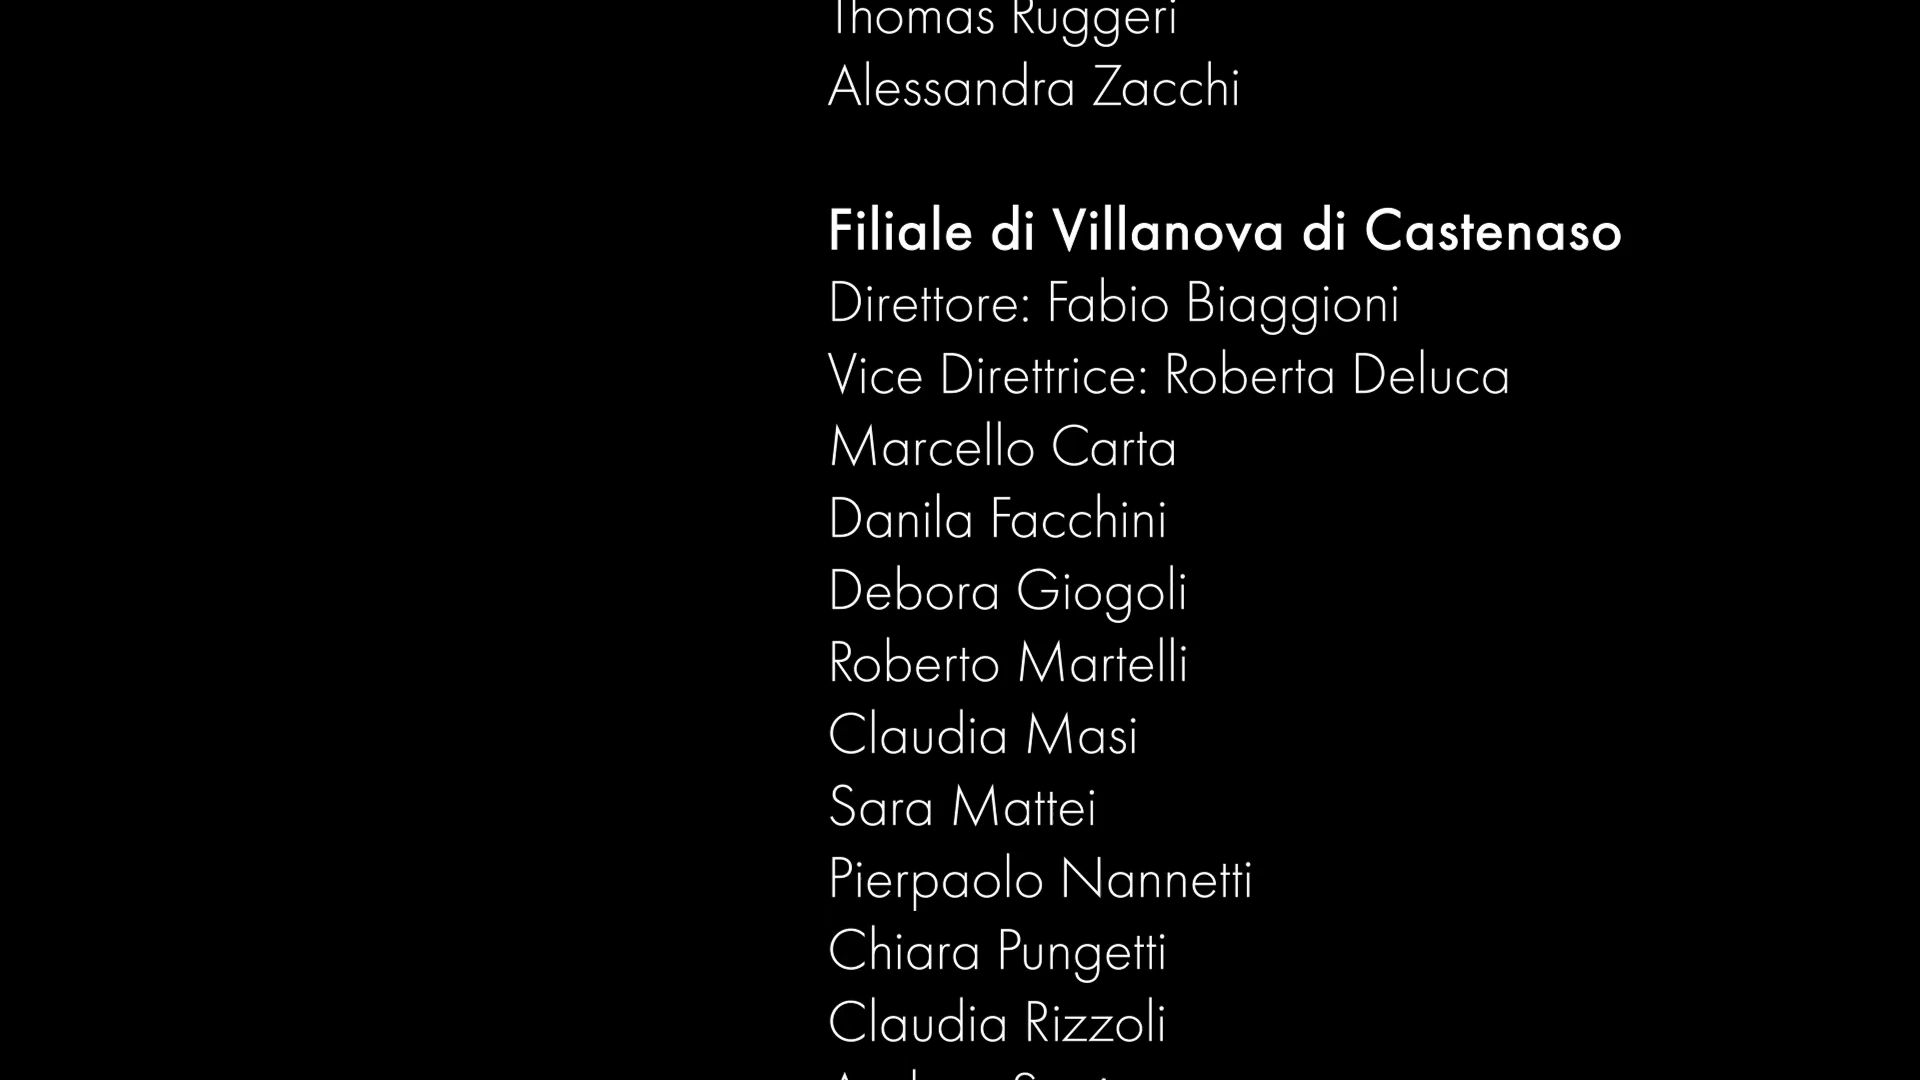 Thomas Ruggeri
Alessandra Zacchi
Filiale di Villanova di Castenaso
Direttore: Fabio Biaggioni
Vice Direttrice: Roberta Deluca
Marcello Carta
Danila Facchini
Debora Giogoli
Roberto Martelli
Claudia Masi
Sara Mattei
Pierpaolo Nannetti
Chiara Pungetti
Claudia Rizzoli